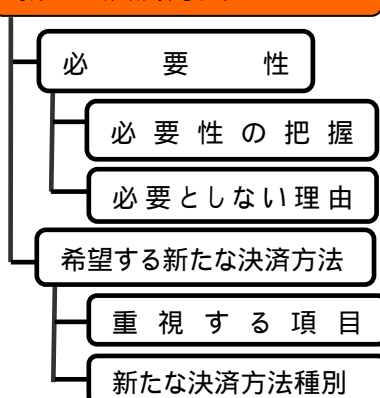 必要性
必要性の把握
必要としない理由
希望する新たな決済方法
重視する項目
新たな決済方法種別